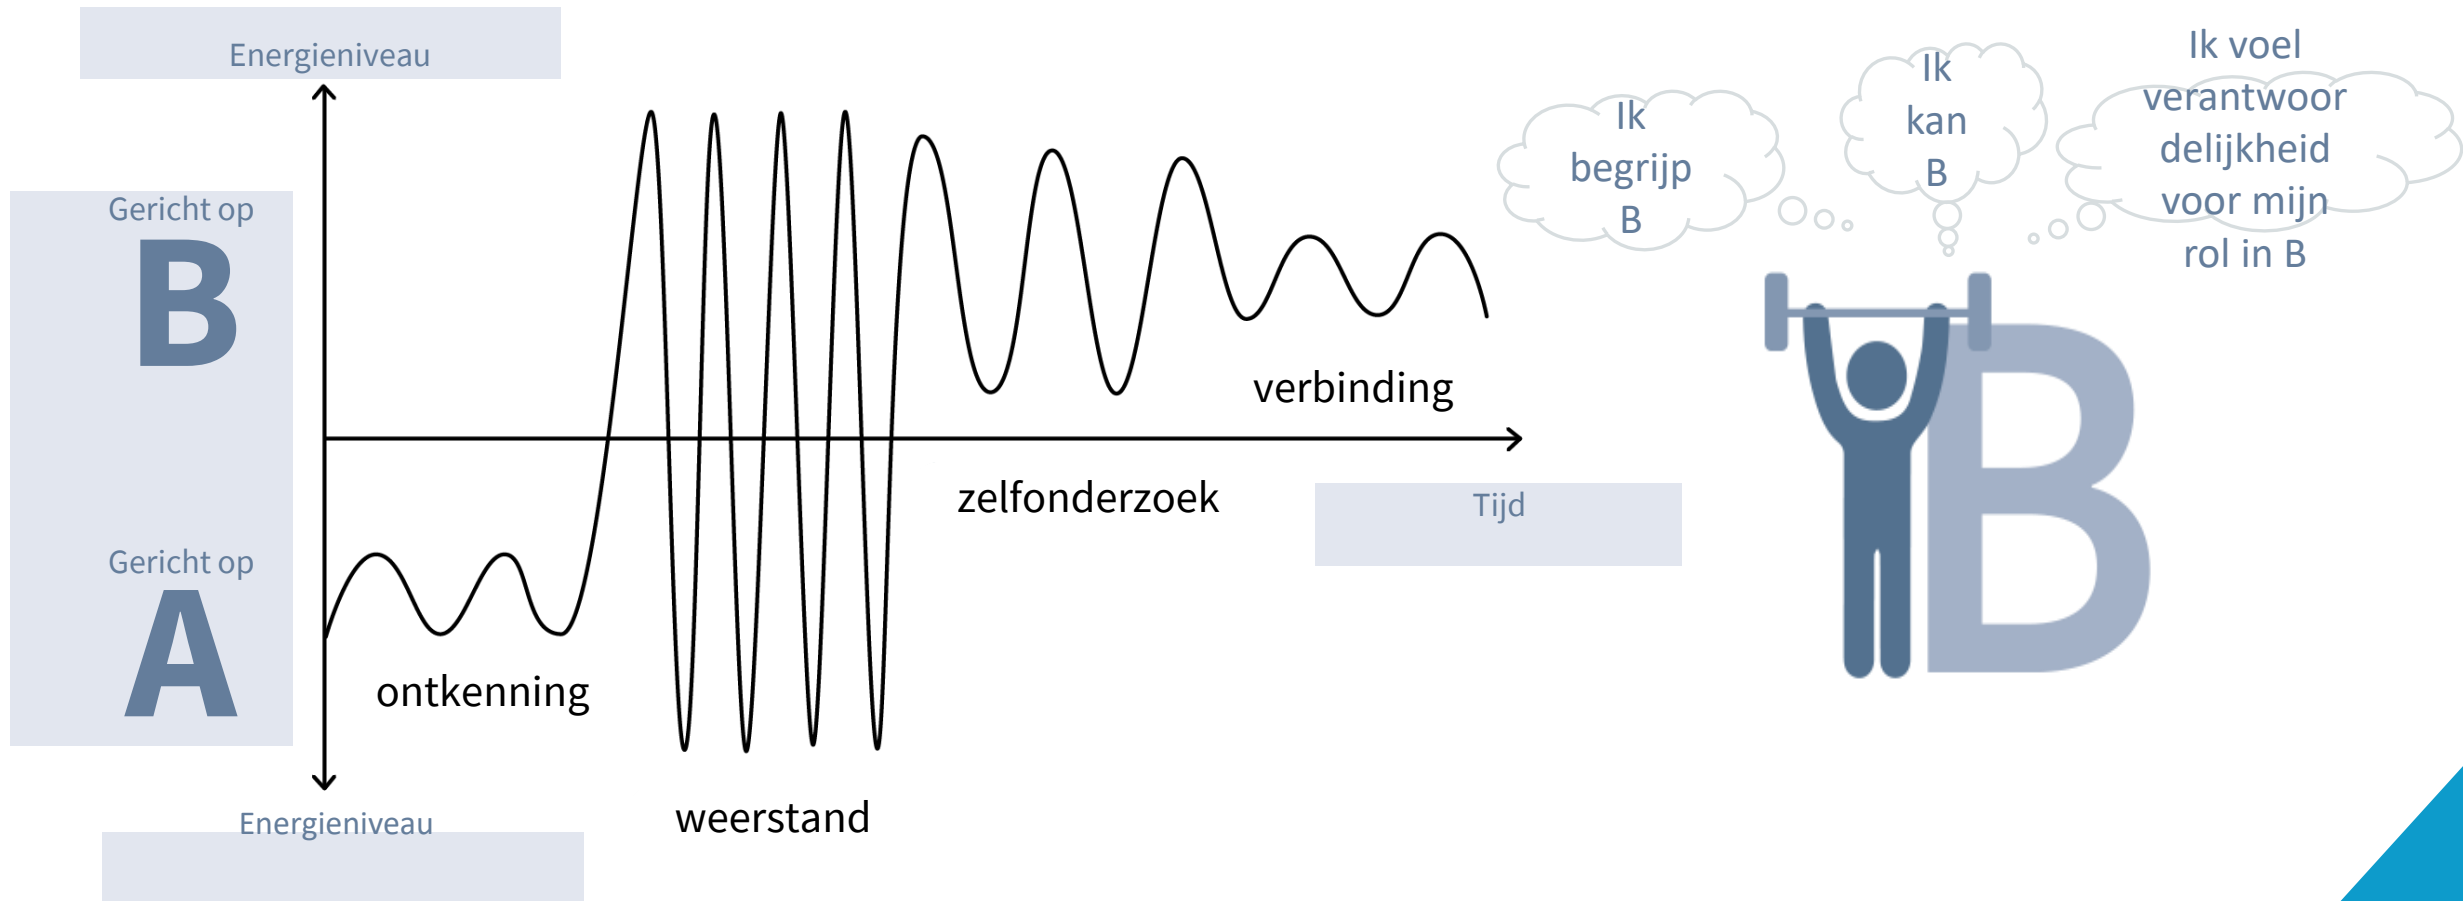 Energieniveau
Gericht op
B
Gericht op
A
Energieniveau
ontkenning
weerstand
zelfonderzoek
verbinding
Tijd
Ik
begrijp
B
Ik
kan
B
Ik voel
verantwoor
delijkheid
voor mijn
rol in B
B